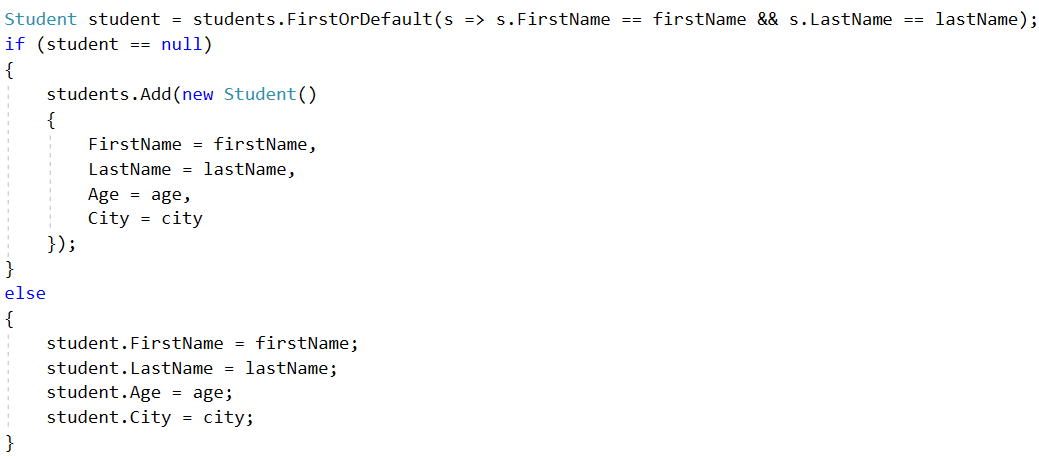 Student student = students.FirstOrDefault(s => s.FirstName == firstName && s.LastName == lastName);
if (student == null)
{
    students.Add(new Student()
    {
        FirstName = firstName,
        LastName = lastName,
        Age = age,
        City = city
    });
}
else
{
    student.FirstName = firstName;
    student.LastName = lastName;
    student.Age = age;
    student.City = city;
}